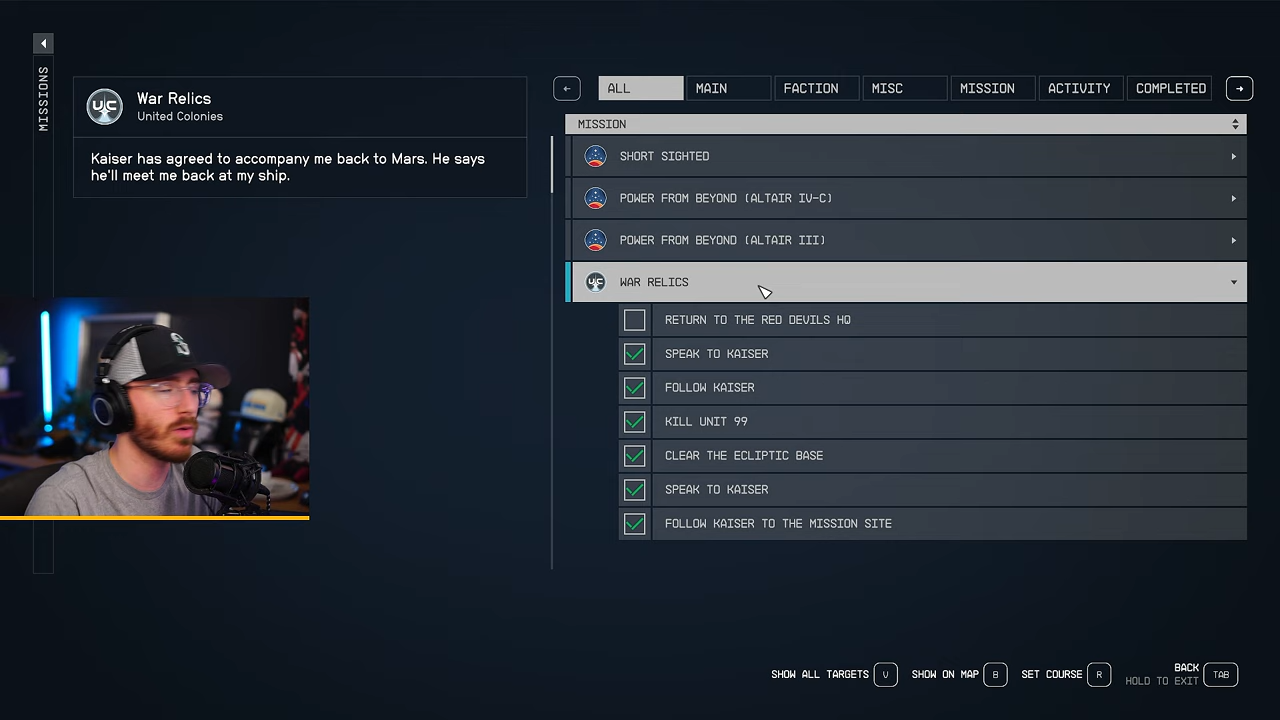 MISSIONS
War Relics
United Colonies
Kaiser has agreed to accompany me back to Mars. He says
he'll meet me back at my ship.
ALL
MAIN
FACTION
MISC
MISSION
ACTIVITY
COMPLETED
MISSION
SHORT SIGHTED
POWER FROM BEYOND (ALTAIR IV-C)
POWER FROM BEYOND (ALTAIR III)
UC
WAR RELICS
RETURN TO THE RED DEVILS HQ
SPEAK TO KAISER
FOLLOW KAISER
KILL UNIT 99
CLEAR THE ECLIPTIC BASE
SPEAK TO KAISER
FOLLOW KAISER TO THE MISSION SITE
SHOW ALL TARGETS V
SHOW ON MAP B
SET COURSE R
BACK
HOLD TO EXIT
TAB